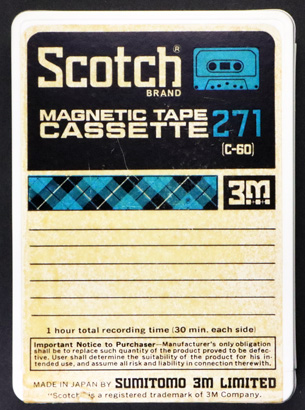 Scotch®
BRAND
MAGNETIC TAPE
CASSETTE 271
(C-60)
3M
1 hour total recording time (30 min. each side)
Important Notice to Purchaser—Manufacturer's only obligation
shall be to replace such quantity of the product proved to be defec-
tive. User shall determine the suitability of the product for his in-
tended use, and assume all risk and liability in connection therewith.
MADE IN JAPAN BY SUMITOMO 3M LIMITED
"Scotch" is a registered trademark of 3M Company.